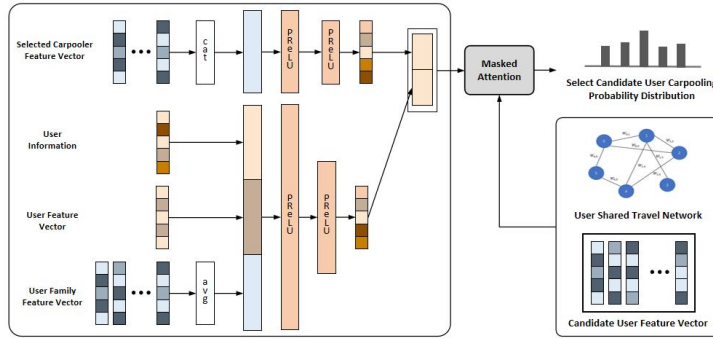 Selected Carpooler
Feature Vector
cat
PReLU
PReLU
Masked
Attention
Select Candidate User Carpooling
Probability Distribution
User
Information
User Feature
Vector
PReLU
PReLU
User Family
Feature Vector
avg
User Shared Travel Network
Candidate User Feature Vector